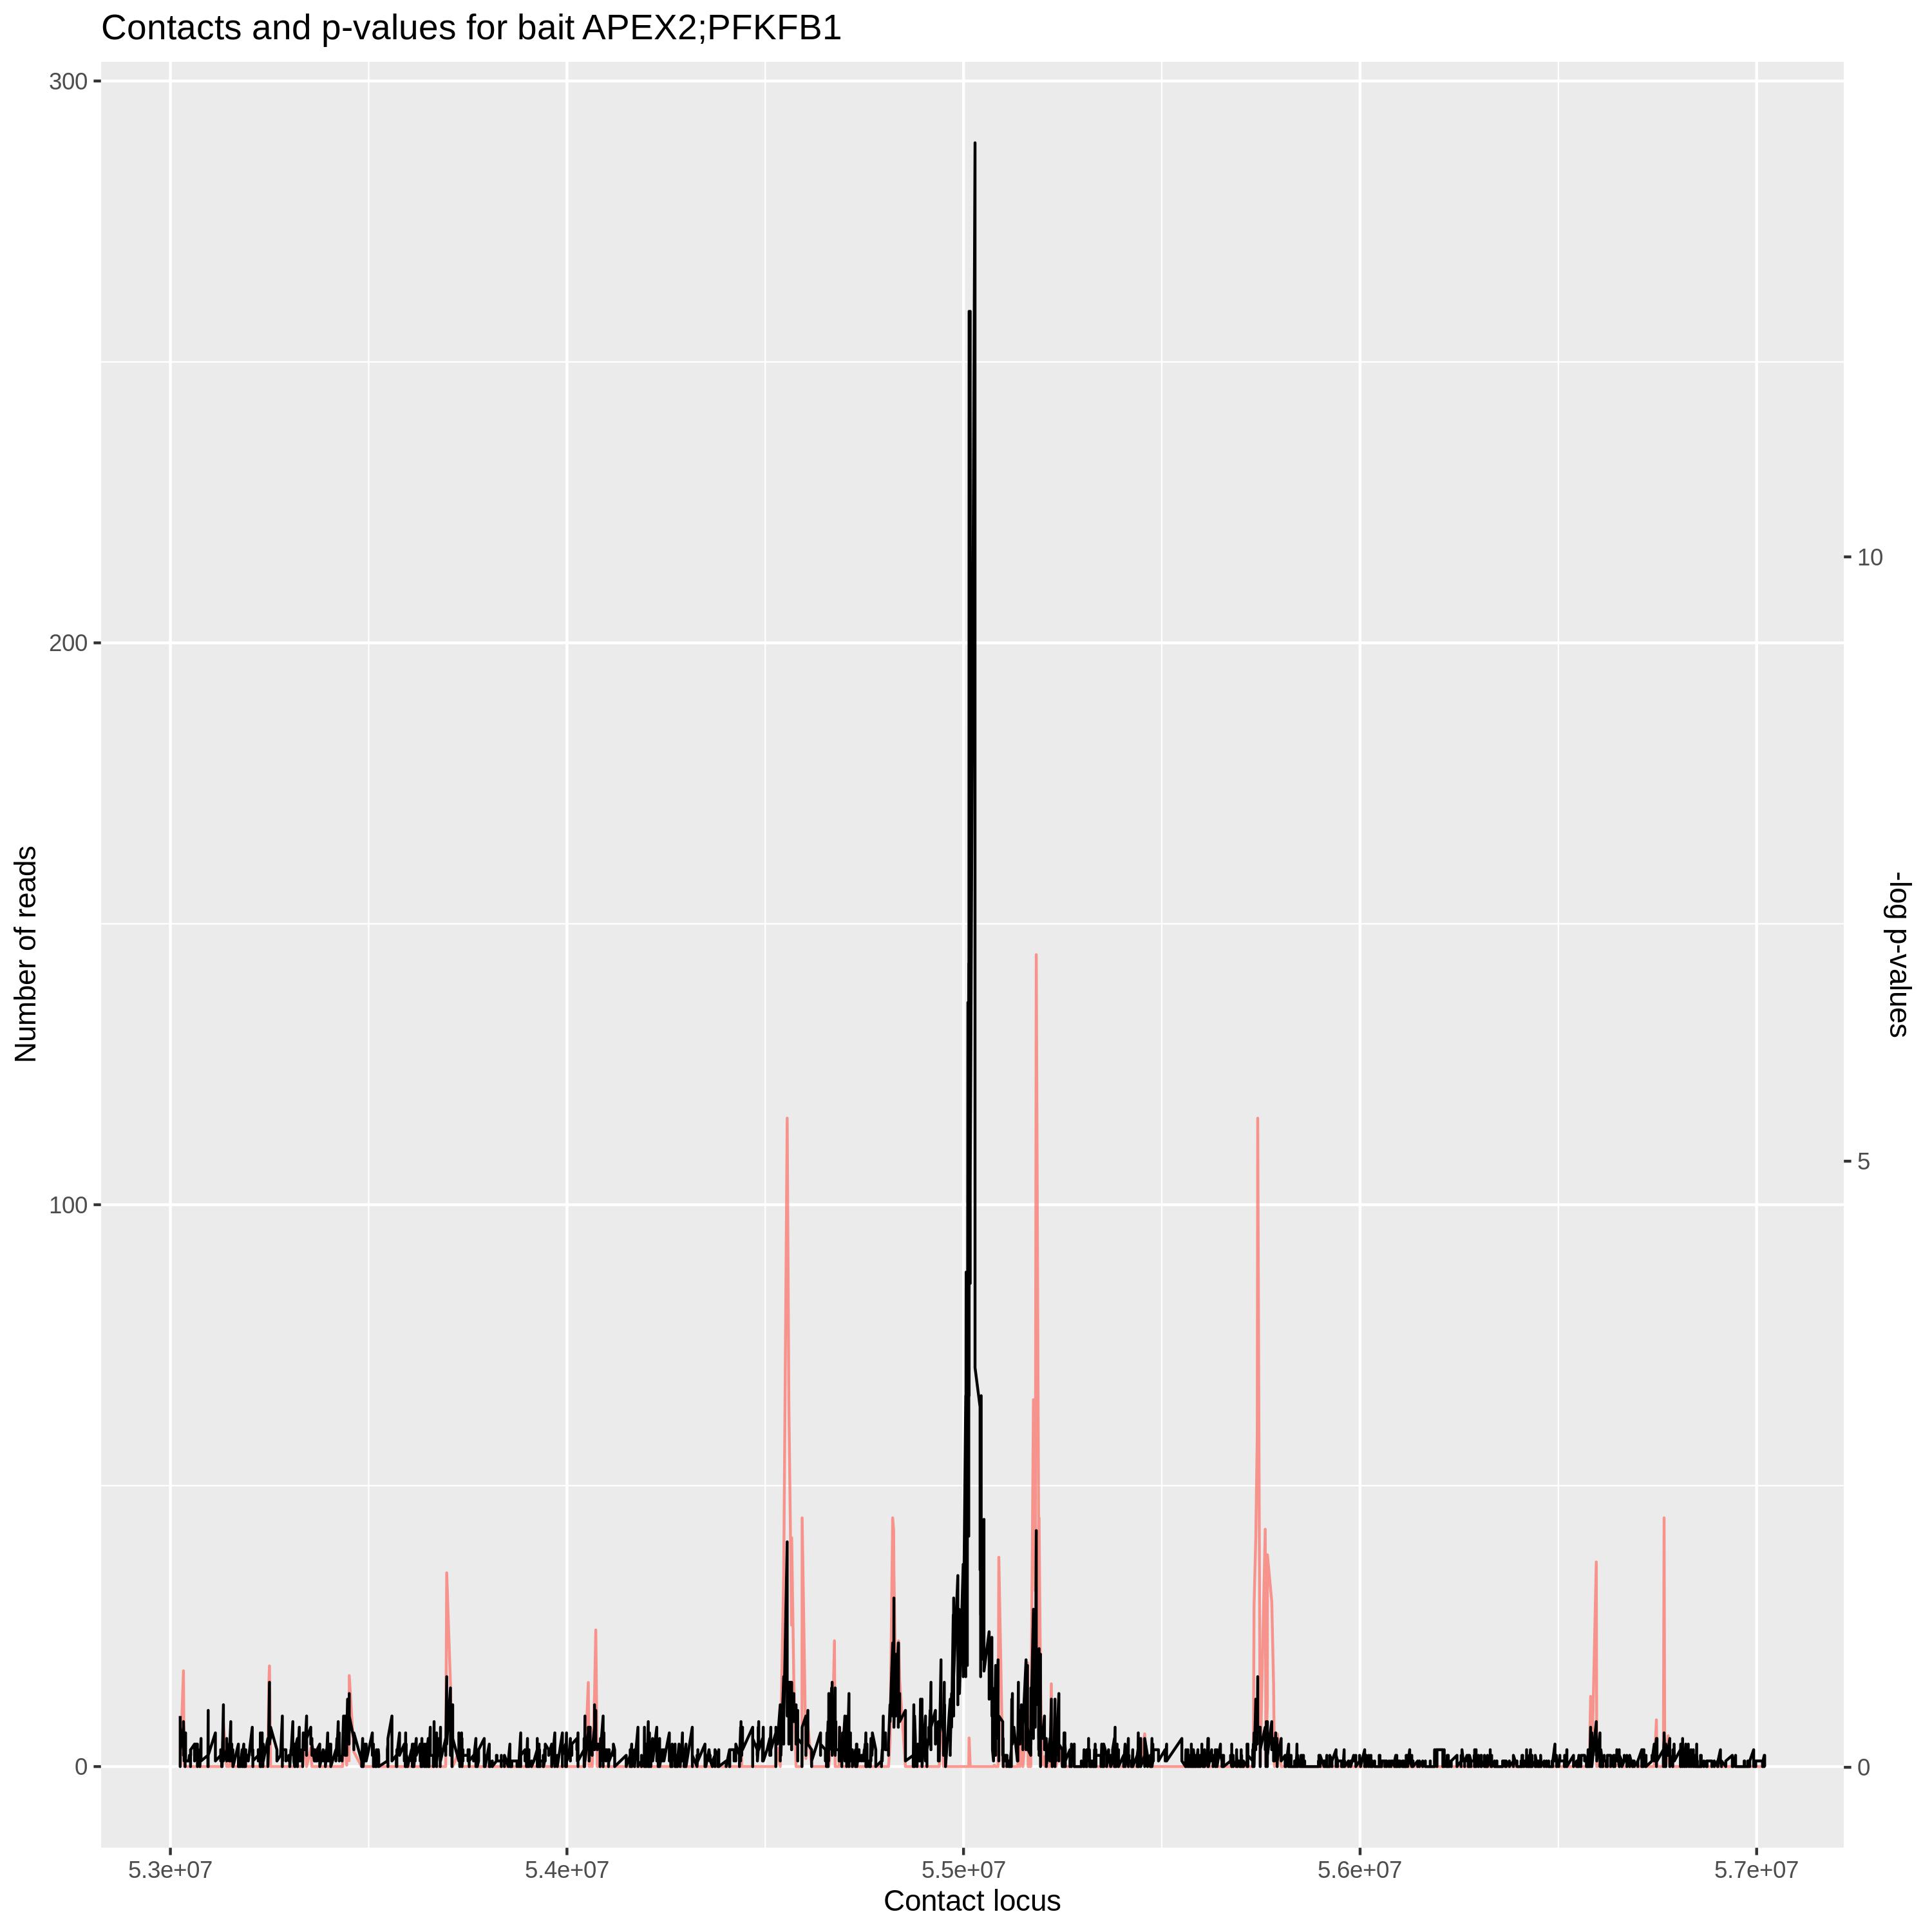 Contacts and p-values for bait APEX2;PFKFB1
300
200
100
0
Number of reads
10
5
0
-log p-values
5.3e+07 5.4e+07 5.5e+07 5.6e+07 5.7e+07
Contact locus